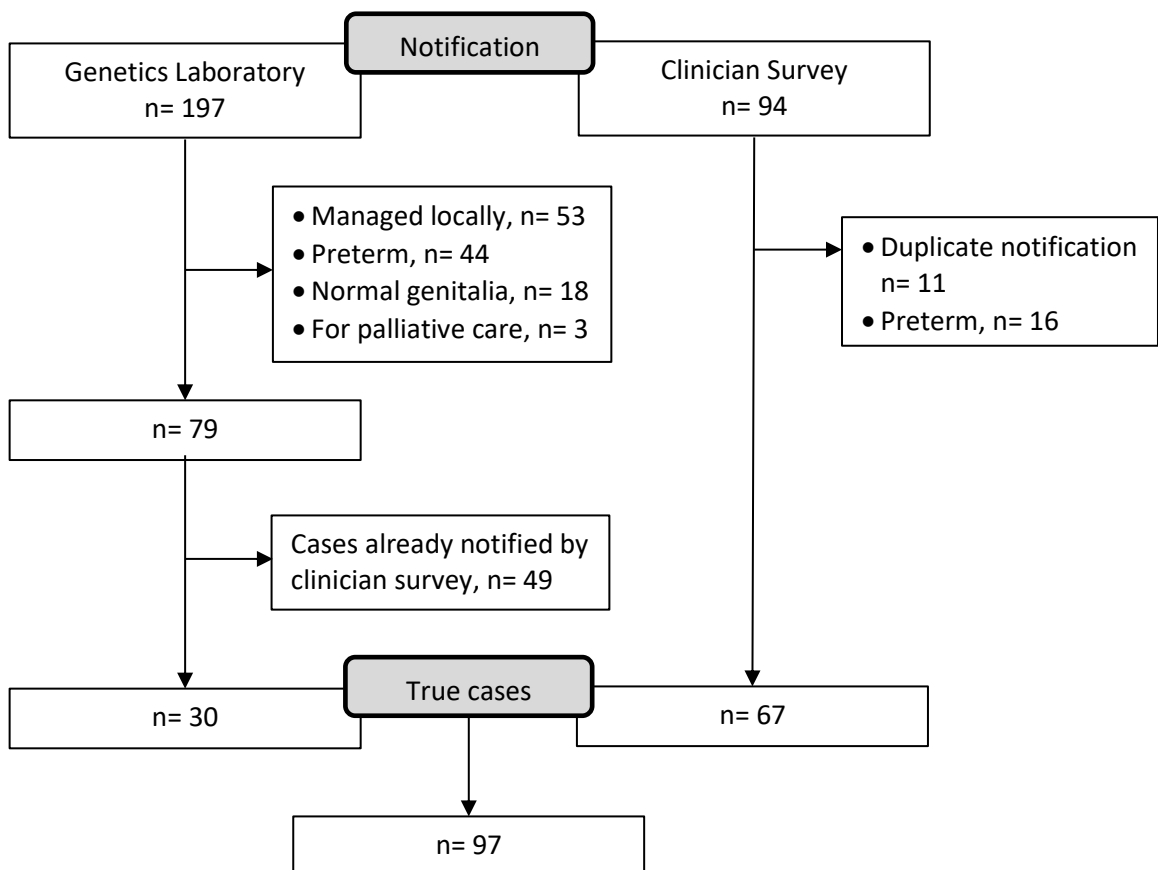 Notification
Genetics Laboratory
n= 197
Clinician Survey
n= 94
• Managed locally, n= 53
• Preterm, n= 44
• Normal genitalia, n= 18
• For palliative care, n= 3
• Duplicate notification
n= 11
• Preterm, n= 16
n= 79
Cases already notified by
clinician survey, n= 49
True cases
n= 30
n= 67
n= 97